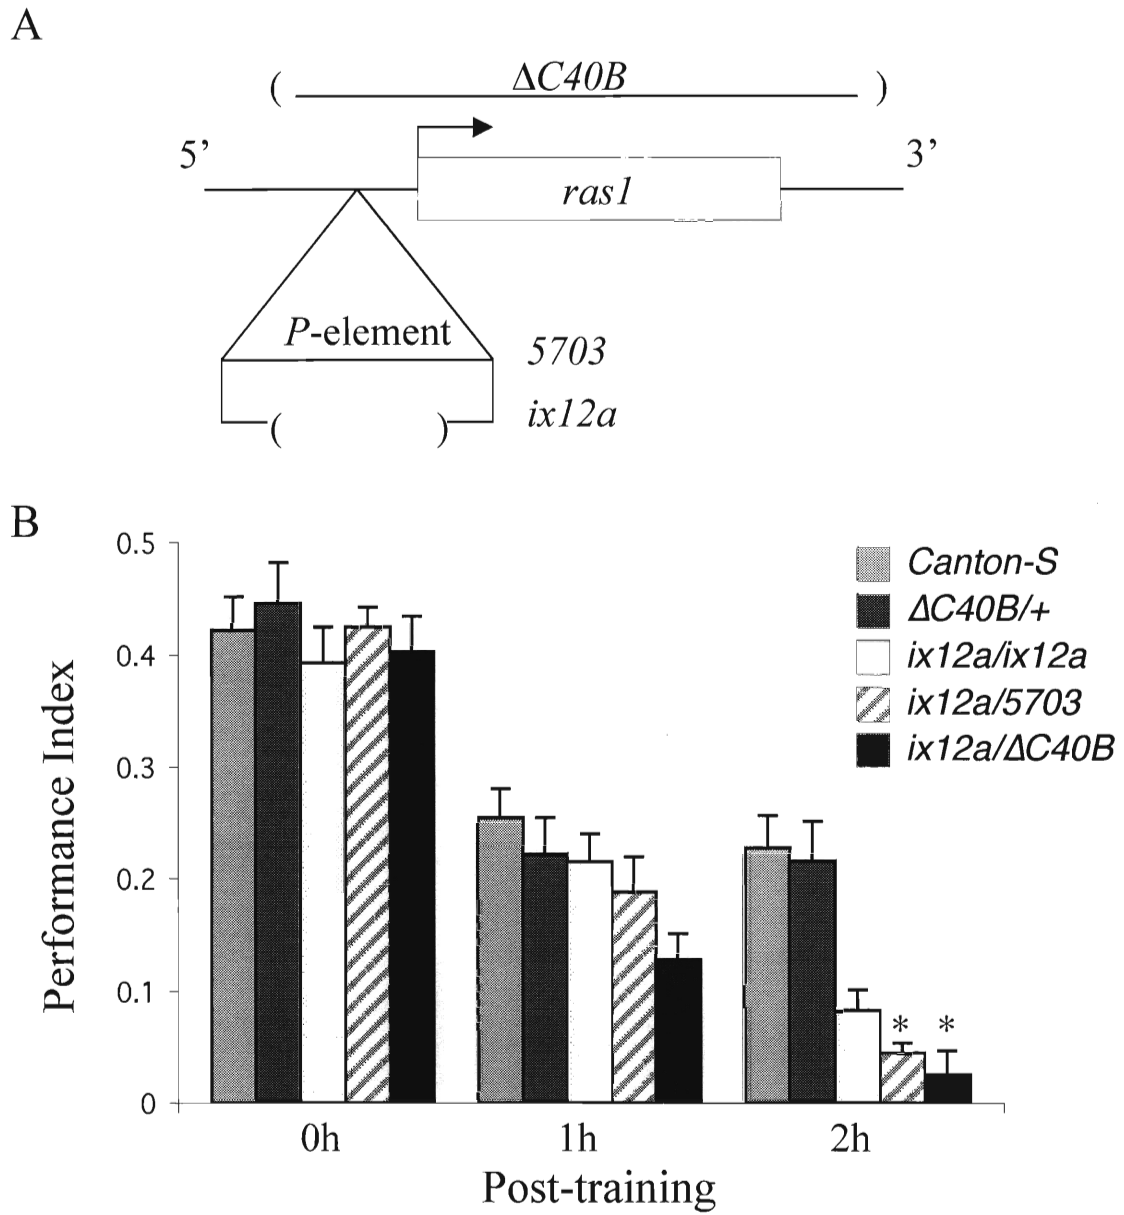 A
( ΔC40B )
5’ 3’
ras1
P-element 5703
( ) ix12a
B
Performance Index
0.5
0.4
0.3
0.2
0.1
0
Canton-S
ΔC40B/+
ix12a/ix12a
ix12a/5703
ix12a/ΔC40B
* *
0h 1h 2h
Post-training